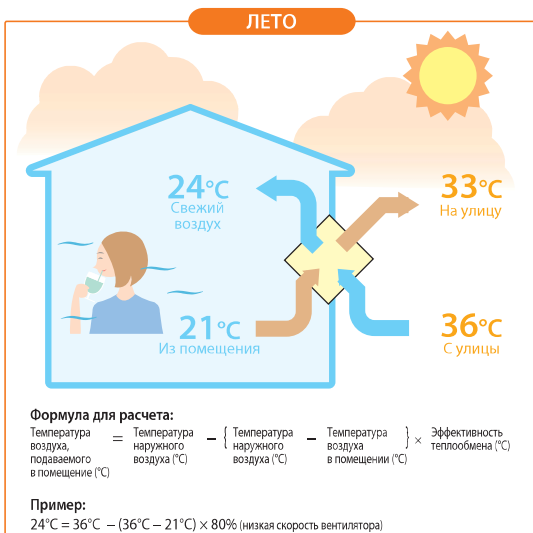 ЛЕТО
24°C
Свежий
воздух
33°C
На улицу
21°C
Из помещения
36°C
С улицы
Формула для расчета:
Температура
воздуха,
подаваемого
в помещение (°C)
=
Температура
наружного
воздуха (°C)
–
{
Температура
наружного
воздуха (°C)
–
Температура
воздуха
в помещении (°C)
}
×
Эффективность
теплообмена (°C)
Пример:
24°C = 36°C – (36°C – 21°C) × 80% (низкая скорость вентилятора)